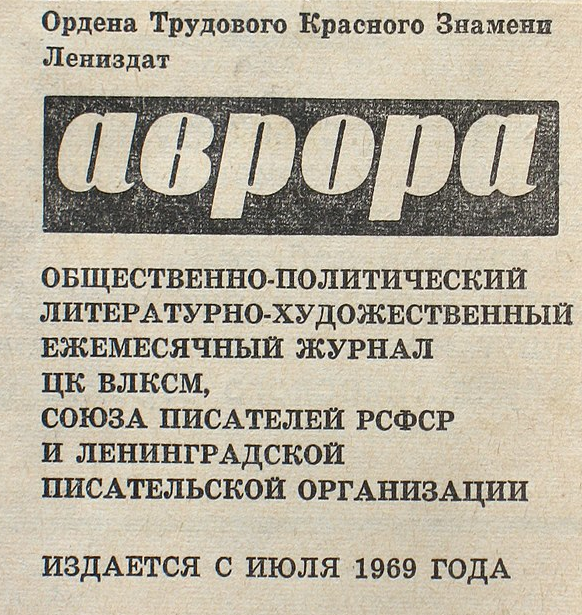 Ордена Трудового Красного Знамени
Лениздат
аврора
ОБЩЕСТВЕННО-ПОЛИТИЧЕСКИЙ
ЛИТЕРАТУРНО-ХУДОЖЕСТВЕННЫЙ
ЕЖЕМЕСЯЧНЫЙ ЖУРНАЛ
ЦК ВЛКСМ,
СОЮЗА ПИСАТЕЛЕЙ РСФСР
И ЛЕНИНГРАДСКОЙ
ПИСАТЕЛЬСКОЙ ОРГАНИЗАЦИИ
ИЗДАЕТСЯ С ИЮЛЯ 1969 ГОДА